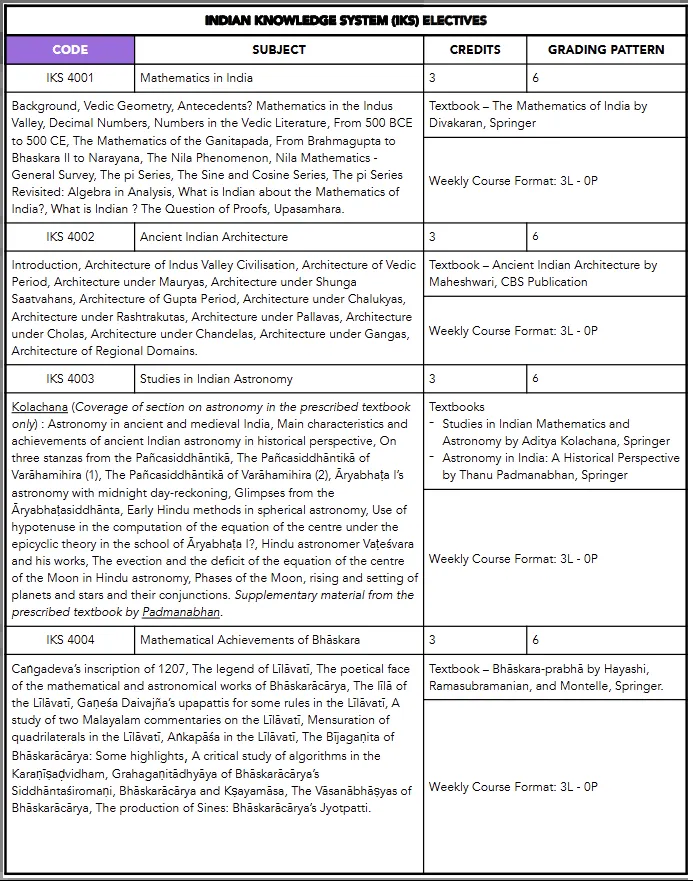 INDIAN KNOWLEDGE SYSTEM (IKS) ELECTIVES
CODE SUBJECT CREDITS GRADING PATTERN
IKS 4001 Mathematics in India 3 6
Background, Vedic Geometry, Antecedents? Mathematics in the Indus
Valley, Decimal Numbers, Numbers in the Vedic Literature, From 500 BCE
to 500 CE, The Mathematics of the Ganitapada, From Brahmagupta to
Bhaskara II to Narayana, The Nila Phenomenon, Nila Mathematics -
General Survey, The pi Series, The Sine and Cosine Series, The pi Series
Revisited: Algebra in Analysis, What is Indian about the Mathematics of
India?, What is Indian ? The Question of Proofs, Upasamhara.
Textbook – The Mathematics of India by
Divakaran, Springer
Weekly Course Format: 3L - 0P
IKS 4002 Ancient Indian Architecture 3 6
Introduction, Architecture of Indus Valley Civilisation, Architecture of Vedic
Period, Architecture under Mauryas, Architecture under Shunga
Saatvahans, Architecture of Gupta Period, Architecture under Chalukyas,
Architecture under Rashtrakutas, Architecture under Pallavas, Architecture
under Cholas, Architecture under Chandelas, Architecture under Gangas,
Architecture of Regional Domains.
Textbook – Ancient Indian Architecture by
Maheshwari, CBS Publication
Weekly Course Format: 3L - 0P
IKS 4003 Studies in Indian Astronomy 3 6
Kolachana (Coverage of section on astronomy in the prescribed textbook
only) : Astronomy in ancient and medieval India, Main characteristics and
achievements of ancient Indian astronomy in historical perspective, On
three stanzas from the Pañcasiddhāntikā, The Pañcasiddhāntikā of
Varāhamihira (1), The Pañcasiddhāntikā of Varāhamihira (2), Āryabhaṭa I's
astronomy with midnight day-reckoning, Glimpses from the
Āryabhaṭasiddhānta, Early Hindu methods in spherical astronomy, Use of
hypotenuse in the computation of the equation of the centre under the
epicyclic theory in the school of Āryabhaṭa I?, Hindu astronomer Vaṭeśvara
and his works, The evection and the deficit of the equation of the centre
of the Moon in Hindu astronomy, Phases of the Moon, rising and setting of
planets and stars and their conjunctions. Supplementary material from the
prescribed textbook by Padmanabhan.
Textbooks
- Studies in Indian Mathematics and
Astronomy by Aditya Kolachana, Springer
- Astronomy in India: A Historical Perspective
by Thanu Padmanabhan, Springer
Weekly Course Format: 3L - 0P
IKS 4004 Mathematical Achievements of Bhāskara 3 6
Caṅgadeva's inscription of 1207, The legend of Līlāvatī, The poetical face
of the mathematical and astronomical works of Bhāskarācārya, The līlā of
the Līlāvatī, Gaṇeśa Daivajña's upapattis for some rules in the Līlāvatī, A
study of two Malayalam commentaries on the Līlāvatī, Mensuration of
quadrilaterals in the Līlāvatī, Aṅkapāśa in the Līlāvatī, The Bījagaṇita of
Bhāskarācārya: Some highlights, A critical study of algorithms in the
Karaṇīṣaḍvidham, Grahagaṇitādhyāya of Bhāskarācārya's
Siddhāntaśiromaṇi, Bhāskarācārya and Kṣayamāsa, The Vāsanābhāṣyas of
Bhāskarācārya, The production of Sines: Bhāskarācārya's Jyotpatti.
Textbook – Bhāskara-prabhā by Hayashi,
Ramasubramanian, and Montelle, Springer.
Weekly Course Format: 3L - 0P